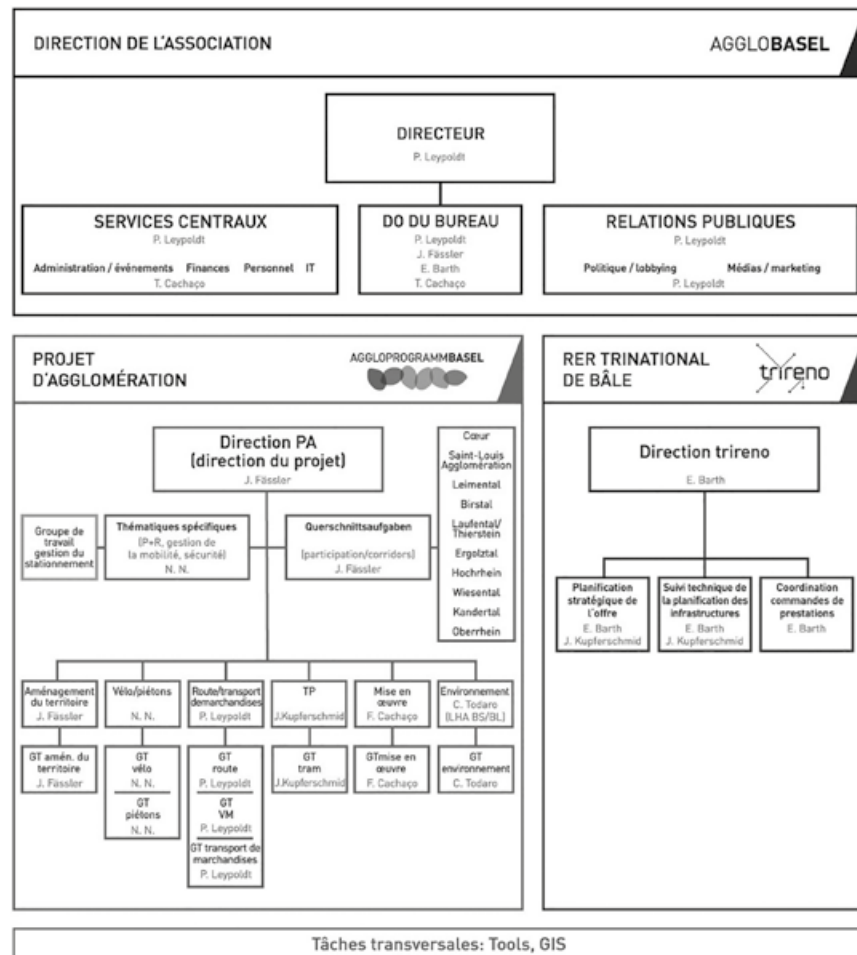 DIRECTION DE L'ASSOCIATION
AGGLOBASEL
DIRECTEUR
P. Leypoldt
SERVICES CENTRAUX
P. Leypoldt
Administration / événements Finances Personnel IT
T. Cachaço
DO DU BUREAU
P. Leypoldt
J. Fässler
E. Barth
T. Cachaço
RELATIONS PUBLIQUES
P. Leypoldt
Politique / lobbying Médias / marketing
P. Leypoldt
PROJET
D'AGGLOMÉRATION
AGGLOPROGRAMMBASEL
Direction PA
(direction du projet)
J. Fässler
Groupe de
travail
gestion du
stationnement
Thématiques spécifiques
(P+R, gestion de
la mobilité, sécurité)
N. N.
Querschnittsaufgaben
(participation/corridors)
J. Fässler
Cœur
Saint-Louis
Agglomération
Leimental
Birstal
Laufental/
Thierstein
Ergolztal
Hochrhein
Wiesental
Kandertal
Oberrhein
Aménagement
du territoire
J. Fässler
Vélo/piétons
N. N.
Route/transport
demarchandises
P. Leypoldt
TP
J.Kupferschmid
Mise en
œuvre
F. Cachaço
Environnement
C. Todaro
(LHA BS/BL)
GT amén. du
territoire
J. Fässler
GT
vélo
N. N.
GT
piétons
N. N.
GT
route
P. Leypoldt
GT
VM
P. Leypoldt
GT transport de
marchandises
P. Leypoldt
GT
tram
J.Kupferschmid
GTmise en
œuvre
F. Cachaço
GT
environnement
C. Todaro
RER TRINATIONAL
DE BÂLE
trireno
Direction trireno
E. Barth
Planification
stratégique de
l'offre
E. Barth
J. Kupferschmid
Suivi technique de
la planification des
infrastructures
E. Barth
J. Kupferschmid
Coordination
commandes de
prestations
E. Barth
Tâches transversales: Tools, GIS